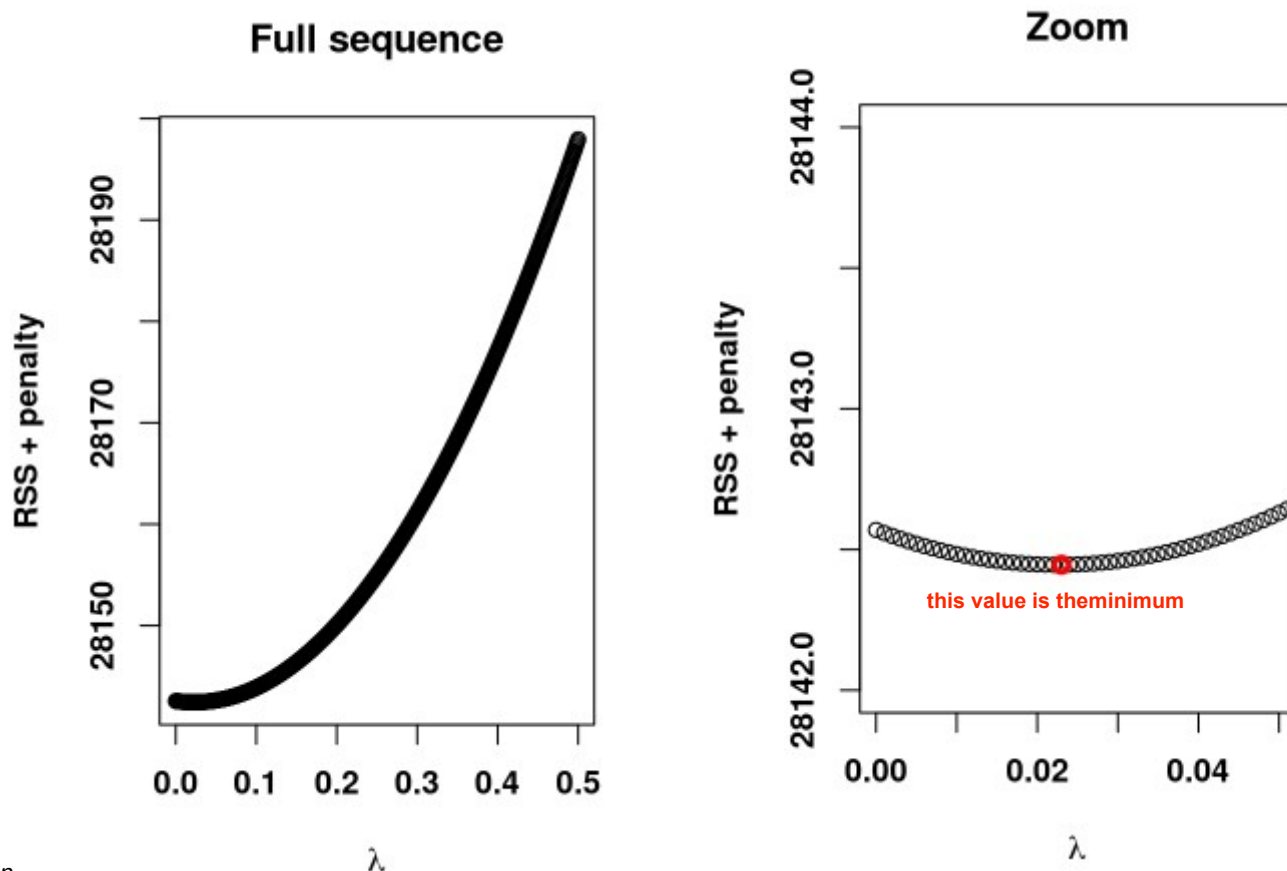 Full sequence
RSS + penalty
28190
28170
28150
0.0 0.1 0.2 0.3 0.4 0.5
λ
Zoom
RSS + penalty
28144.0
28143.0
28142.0
this value is theminimum
0.00 0.02 0.04
λ
n